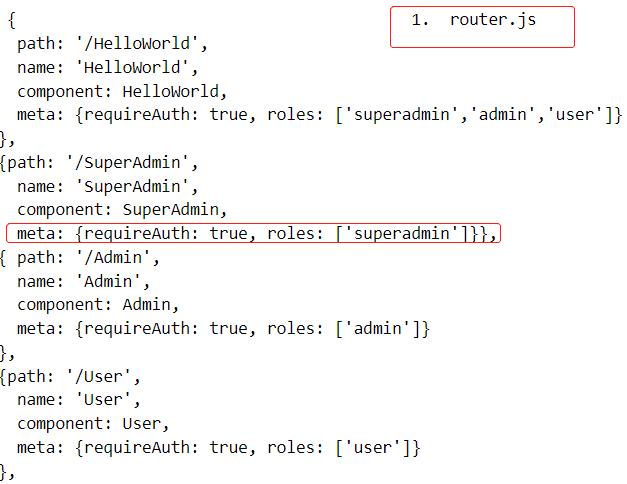 {
1. router.js
path: '/HelloWorld',
name: 'HelloWorld',
component: HelloWorld,
meta: {requireAuth: true, roles: ['superadmin','admin','user']}
},
{path: '/SuperAdmin',
name: 'SuperAdmin',
component: SuperAdmin,
meta: {requireAuth: true, roles: ['superadmin']}},
{ path: '/Admin',
name: 'Admin',
component: Admin,
meta: {requireAuth: true, roles: ['admin']}
},
{path: '/User',
name: 'User',
component: User,
meta: {requireAuth: true, roles: ['user']}
},